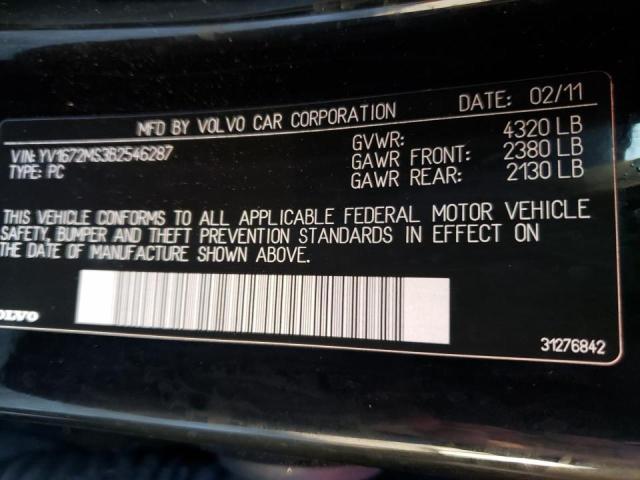 MFD BY VOLVO CAR CORPORATION DATE: 02/11
VIN: YV1672MS3B2546287 GVWR: 4320 LB
TYPE: PC GAWR FRONT: 2380 LB
GAWR REAR: 2130 LB
THIS VEHICLE CONFORMS TO ALL APPLICABLE FEDERAL MOTOR VEHICLE
SAFETY, BUMPER AND THEFT PREVENTION STANDARDS IN EFFECT ON
THE DATE OF MANUFACTURE SHOWN ABOVE.
VOLVO
31276842